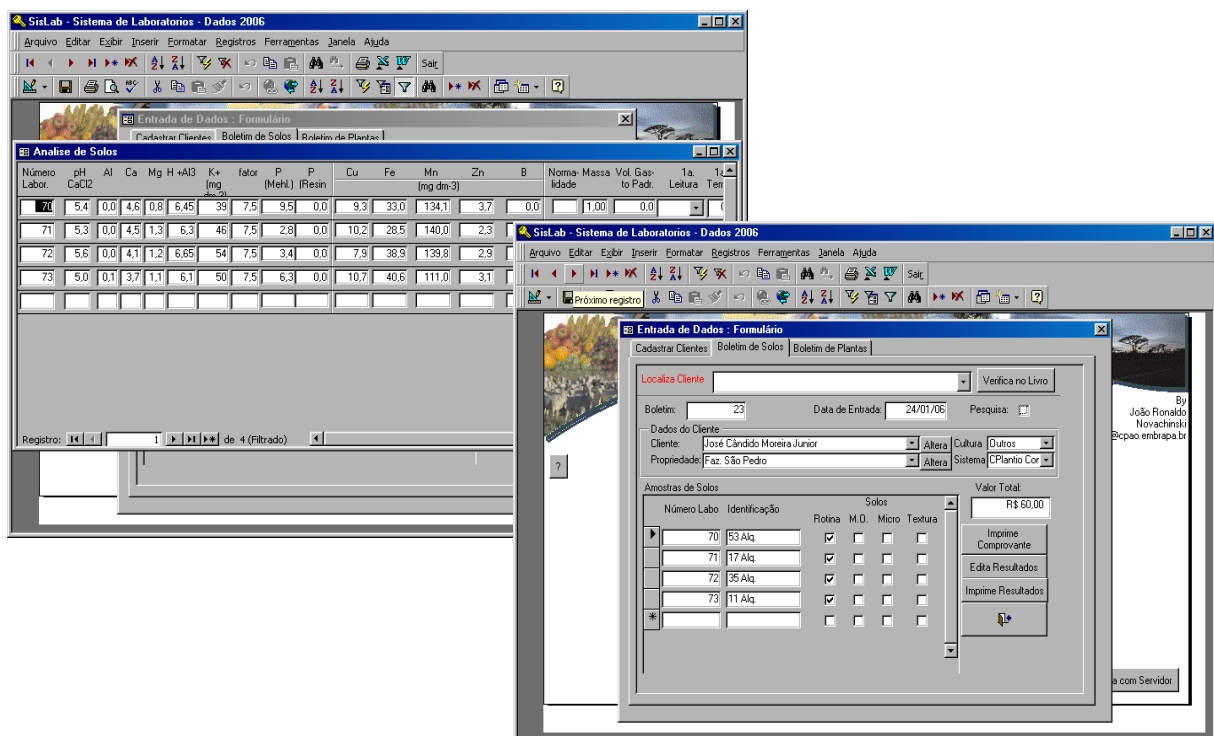 SisLab - Sistema de Laboratorios - Dados 2006
Arquivo Editar Exibir Inserir Formatar Registros Ferramentas Janela Ajuda
Sair
Entrada de Dados : Formulário
Cadastrar Clientes Boletim de Solos Boletim de Plantas
Analise de Solos
Número pH Al Ca Mg H +Al3 K+ fator P P Cu Fe Mn Zn B Norma- Massa Vol. Gas- 1a.
Labor. CaCl2 (mg (Mehl.) (Resin (mg dm-3) lidade to Padr. Leitura
70 5,4 0,0 4,6 0,8 6,45 39 7,5 9,5 0,0 9,3 33,0 134,1 3,7 0,0 1,00 0,0
71 5,3 0,0 4,5 1,3 6,3 46 7,5 2,8 0,0 10,2 28,5 140,0 2,3
72 5,6 0,0 4,1 1,2 6,65 54 7,5 3,4 0,0 7,9 38,9 139,8 2,9
73 5,0 0,1 3,7 1,1 6,1 50 7,5 6,3 0,0 10,7 40,6 111,0 3,1
Registro: 1 de 4 (Filtrado)
SisLab - Sistema de Laboratorios - Dados 2006
Arquivo Editar Exibir Inserir Formatar Registros Ferramentas Janela Ajuda
Sair
Próximo registro
Entrada de Dados : Formulário
Cadastrar Clientes Boletim de Solos Boletim de Plantas
Localiza Cliente Verifica no Livro
Boletim: 23 Data de Entrada: 24/01/06 Pesquisa:
Dados do Cliente
Cliente: José Cândido Moreira Junior Altera Cultura Outros
Propriedade: Faz. São Pedro Altera Sistema CPlantio Cor
Amostras de Solos Valor Total:
Solos R$ 60,00
Número Labo Identificação
Rotina M.O. Micro Textura
70 53 Alq.
71 17 Alq.
72 35 Alq.
73 11 Alq.
Imprime
Comprovante
Edita Resultados
Imprime Resultados
?
By
João Ronaldo
Novachinski
@cpao.embrapa.br
a com Servidor